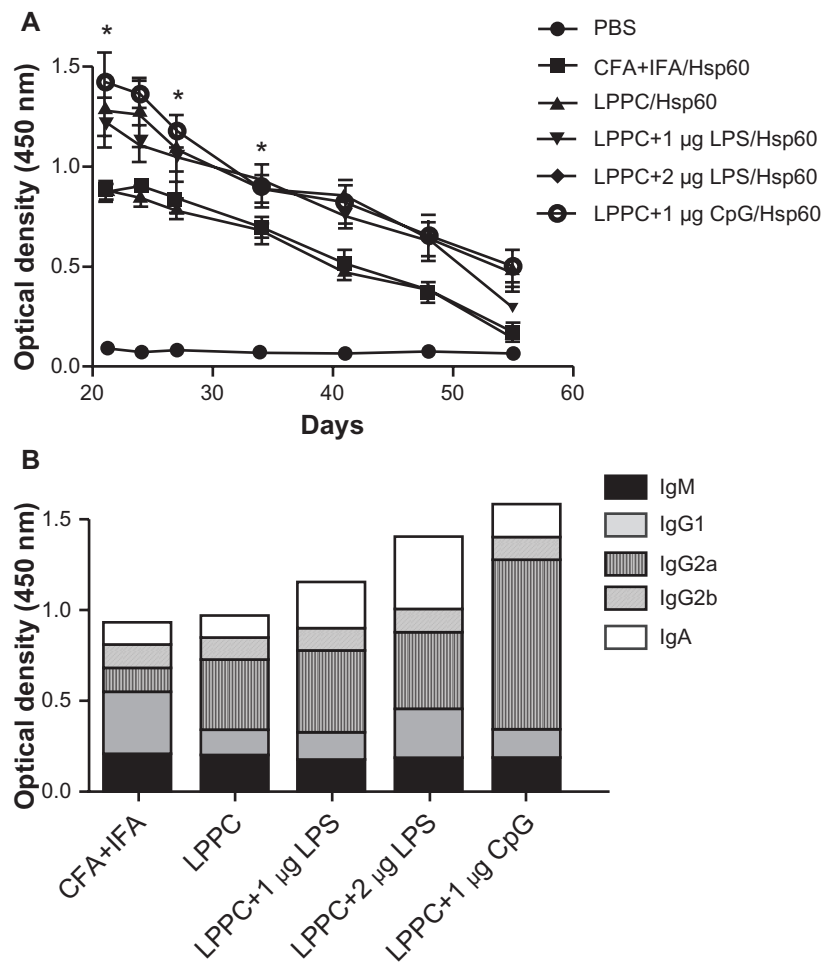 A
*
*
*
Optical density (450 nm)
1.5
1.0
0.5
0.0
20
30
40
50
60
Days
PBS
CFA+IFA/Hsp60
LPPC/Hsp60
LPPC+1 µg LPS/Hsp60
LPPC+2 µg LPS/Hsp60
LPPC+1 µg CpG/Hsp60
B
Optical density (450 nm)
1.5
1.0
0.5
0.0
CFA+IFA
LPPC
LPPC+1 µg LPS
LPPC+2 µg LPS
LPPC+1 µg CpG
IgM
IgG1
IgG2a
IgG2b
IgA